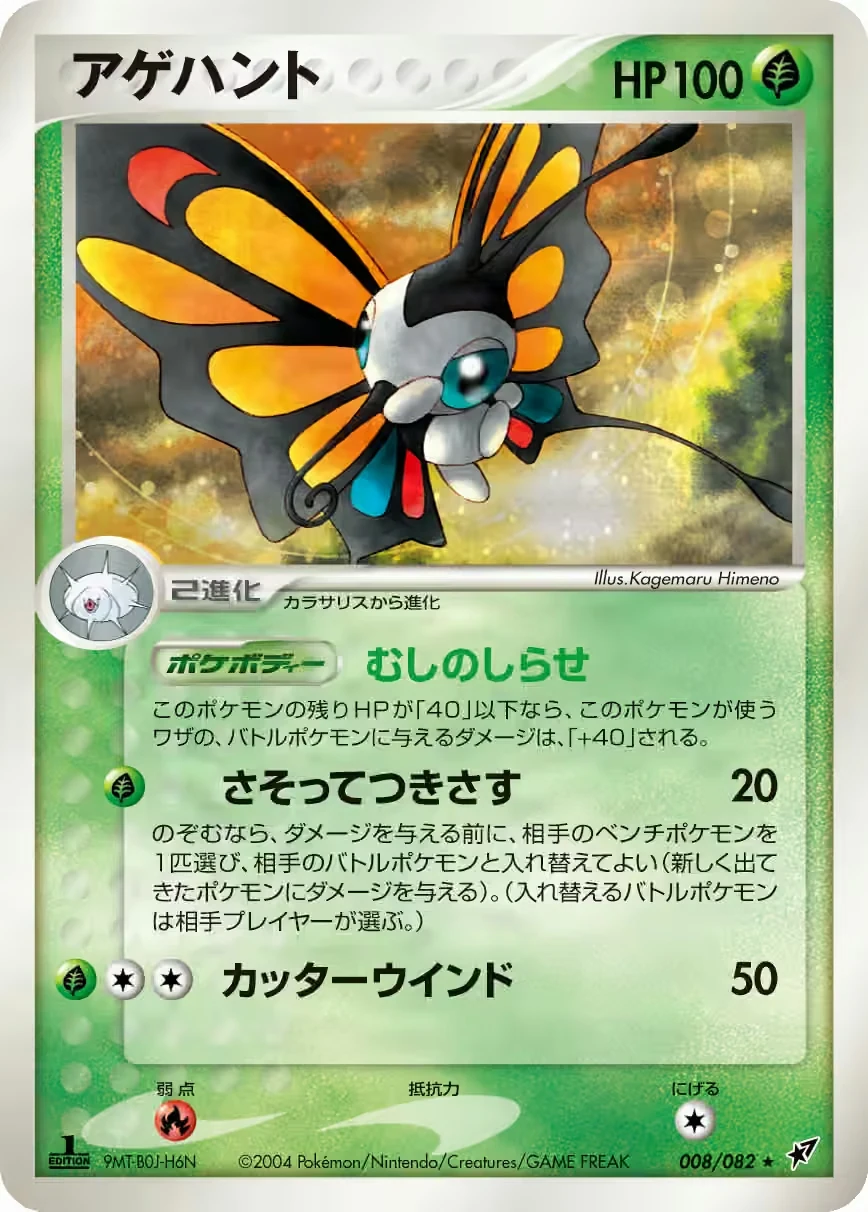 アゲハント HP100
Illus.Kagemaru Himeno
2進化 カラサリスから進化
ポケボディー むしのしらせ
このポケモンの残りHPが「40」以下なら、このポケモンが使う
ワザの、バトルポケモンに与えるダメージは、「+40」される。
さそってつきさす 20
のぞむなら、ダメージを与える前に、相手のベンチポケモンを
1匹選び、相手のバトルポケモンと入れ替えてよい(新しく出て
きたポケモンにダメージを与える)。(入れ替えるバトルポケモン
は相手プレイヤーが選ぶ。)
カッターウインド 50
弱点 抵抗力 にげる
1 EDITION 9MT-B0J-H6N ©2004 Pokémon/Nintendo/Creatures/GAME FREAK 008/082 ★